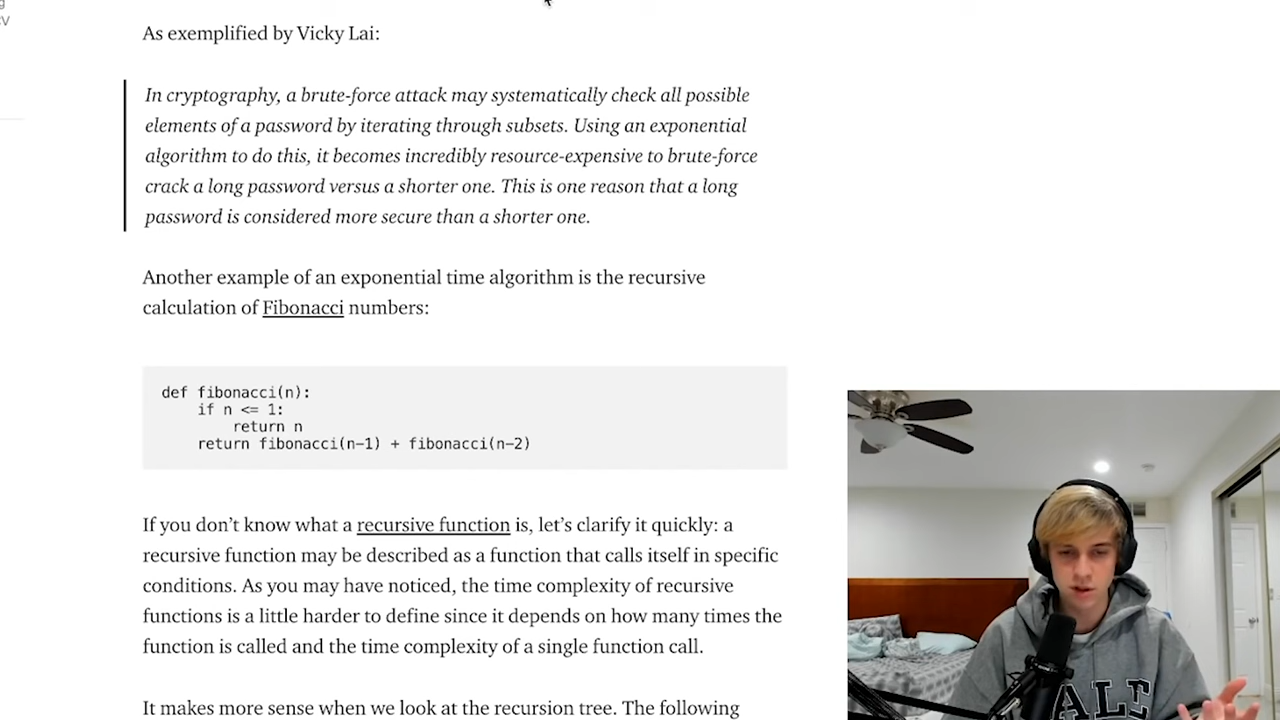 As exemplified by Vicky Lai:
In cryptography, a brute-force attack may systematically check all possible
elements of a password by iterating through subsets. Using an exponential
algorithm to do this, it becomes incredibly resource-expensive to brute-force
crack a long password versus a shorter one. This is one reason that a long
password is considered more secure than a shorter one.
Another example of an exponential time algorithm is the recursive
calculation of Fibonacci numbers:
def fibonacci(n):
    if n <= 1:
        return n
    return fibonacci(n-1) + fibonacci(n-2)
If you don't know what a recursive function is, let's clarify it quickly: a
recursive function may be described as a function that calls itself in specific
conditions. As you may have noticed, the time complexity of recursive
functions is a little harder to define since it depends on how many times the
function is called and the time complexity of a single function call.
It makes more sense when we look at the recursion tree. The following